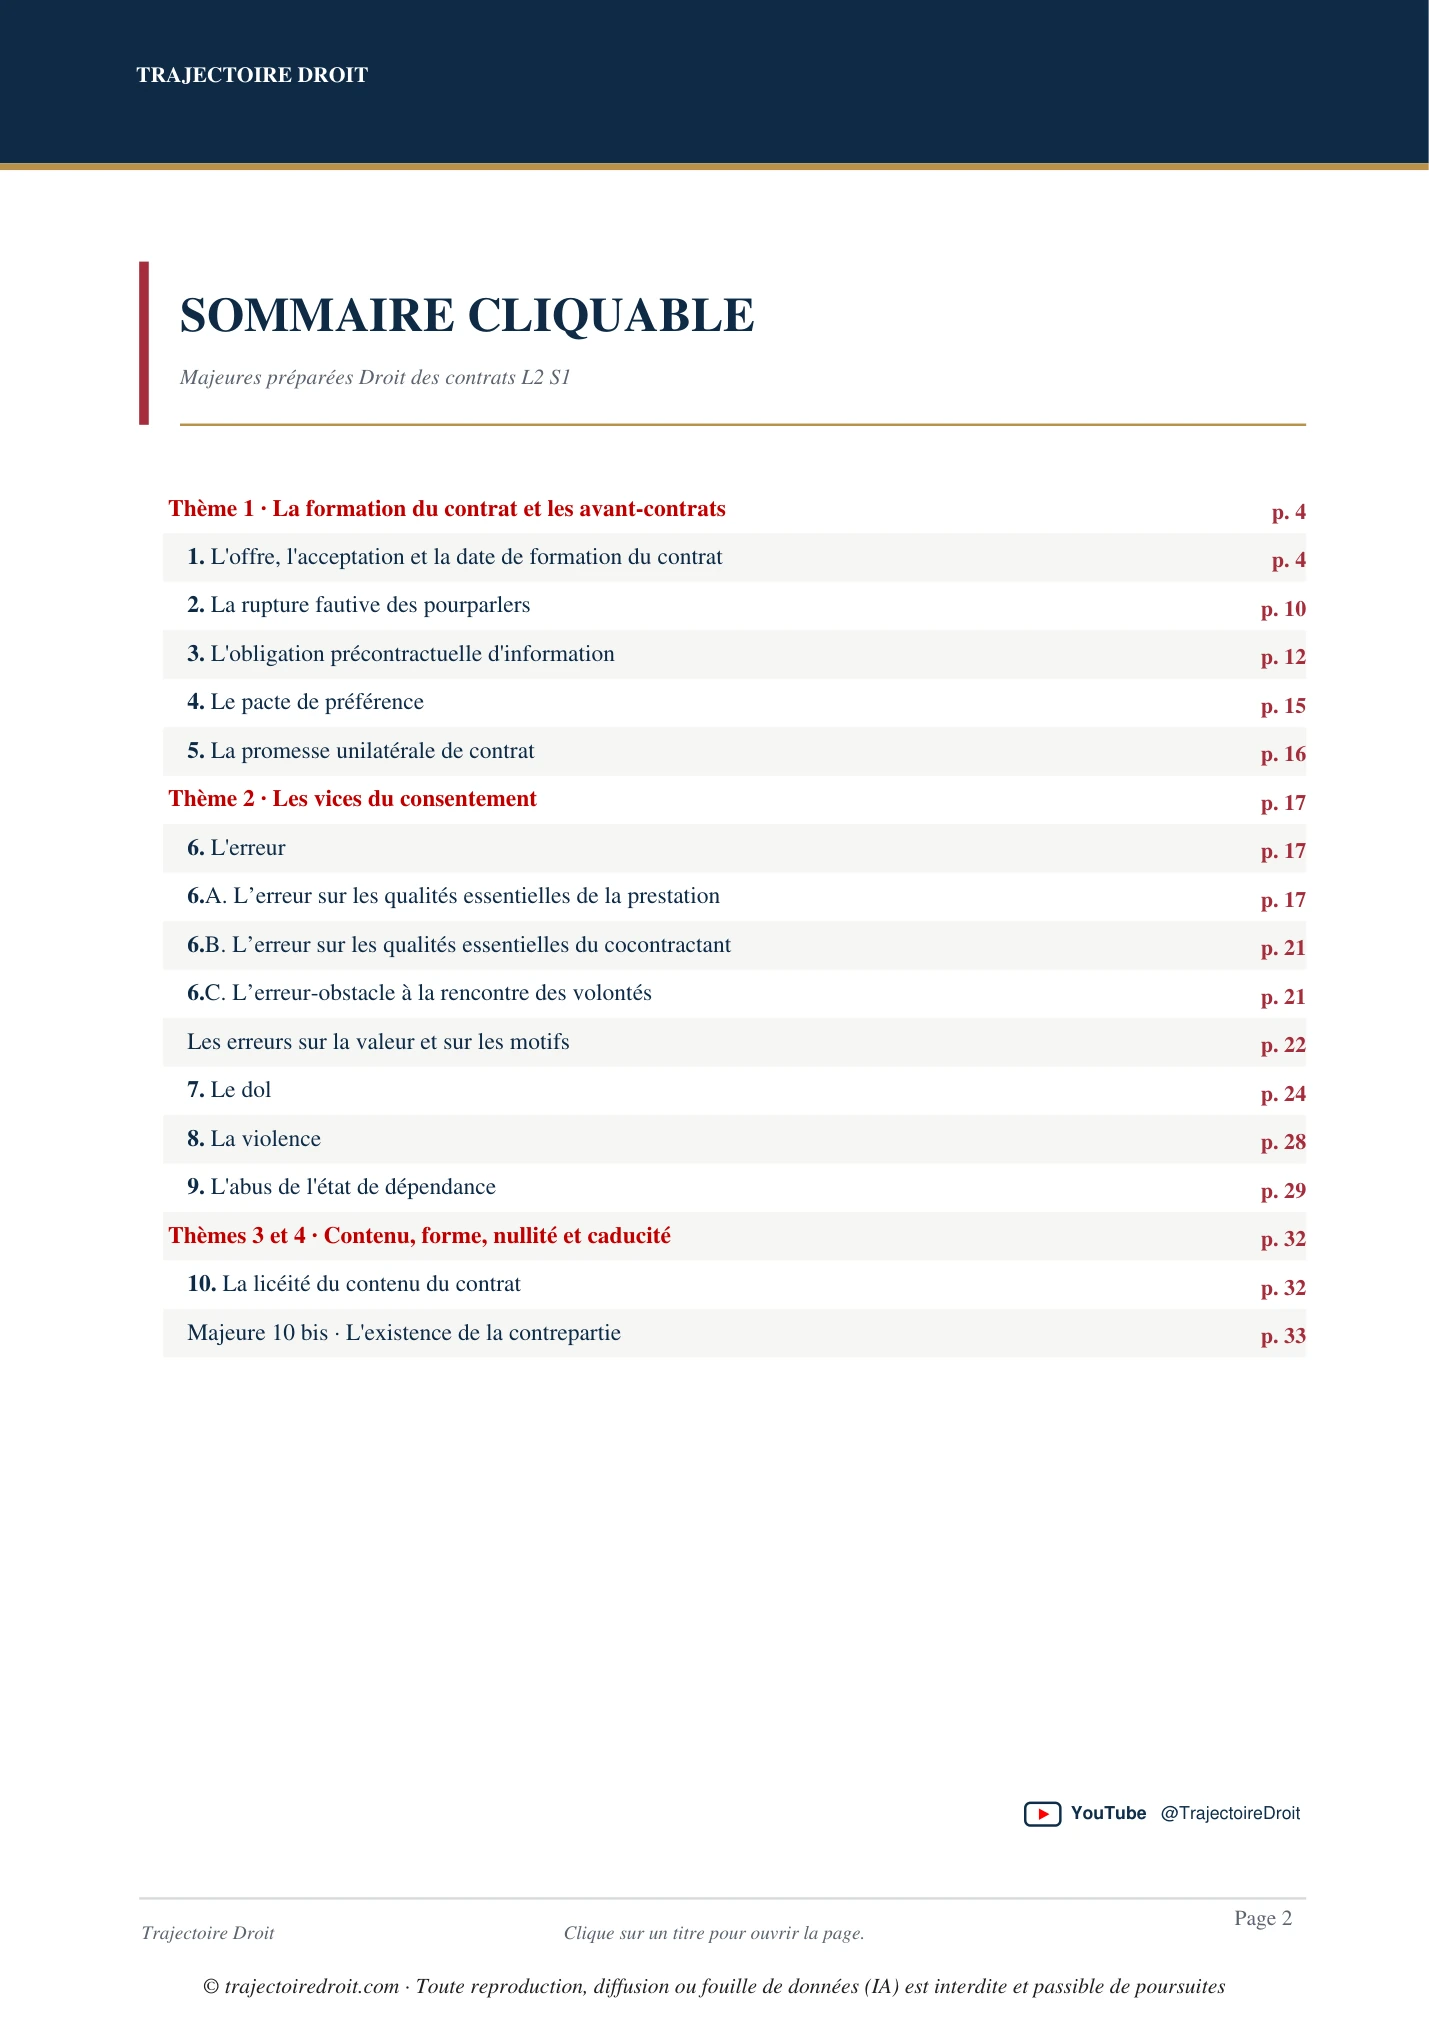 TRAJECTOIRE DROIT
SOMMAIRE CLIQUABLE
Majeures préparées Droit des contrats L2 S1
Thème 1 · La formation du contrat et les avant-contrats p. 4
1. L'offre, l'acceptation et la date de formation du contrat p. 4
2. La rupture fautive des pourparlers p. 10
3. L'obligation précontractuelle d'information p. 12
4. Le pacte de préférence p. 15
5. La promesse unilatérale de contrat p. 16
Thème 2 · Les vices du consentement p. 17
6. L'erreur p. 17
6.A. L’erreur sur les qualités essentielles de la prestation p. 17
6.B. L’erreur sur les qualités essentielles du cocontractant p. 21
6.C. L’erreur-obstacle à la rencontre des volontés p. 21
Les erreurs sur la valeur et sur les motifs p. 22
7. Le dol p. 24
8. La violence p. 28
9. L'abus de l'état de dépendance p. 29
Thèmes 3 et 4 · Contenu, forme, nullité et caducité p. 32
10. La licéité du contenu du contrat p. 32
Majeure 10 bis · L'existence de la contrepartie p. 33
YouTube @TrajectoireDroit
Page 2
Trajectoire Droit Clique sur un titre pour ouvrir la page.
© trajectoiredroit.com · Toute reproduction, diffusion ou fouille de données (IA) est interdite et passible de poursuites